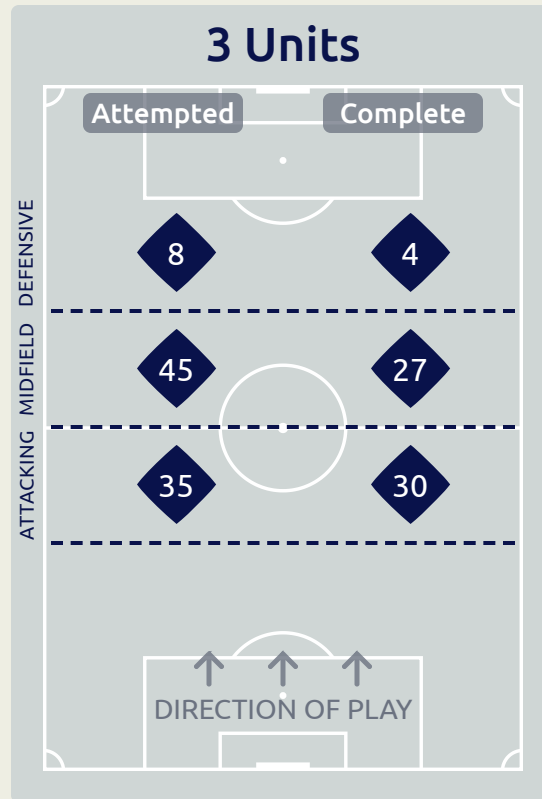 3 Units
Attempted Complete
DEFENSIVE
8 4
MIDFIELD
45 27
ATTACKING
35 30
DIRECTION OF PLAY